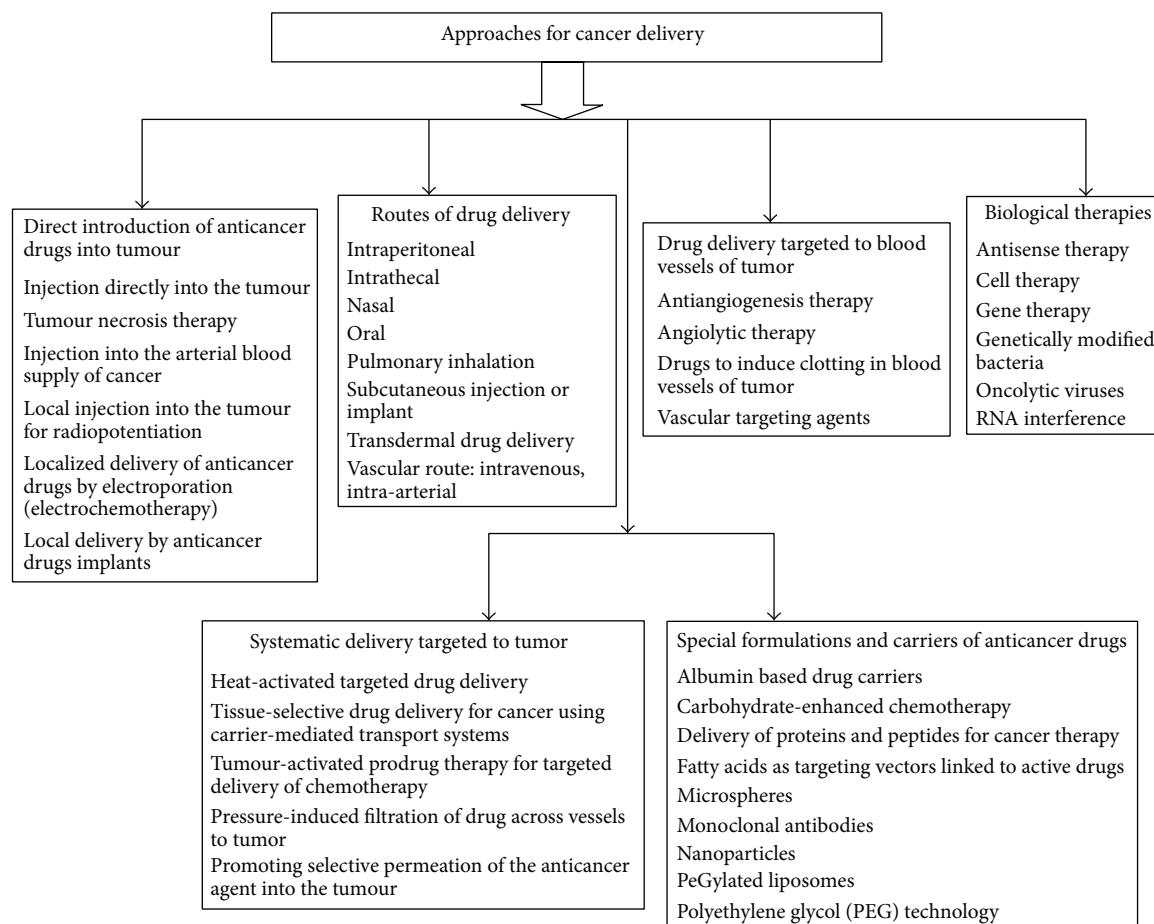 Approaches for cancer delivery
Direct introduction of anticancer
drugs into tumour
Injection directly into the tumour
Tumour necrosis therapy
Injection into the arterial blood
supply of cancer
Local injection into the tumour
for radiopotentiation
Localized delivery of anticancer
drugs by electroporation
(electrochemotherapy)
Local delivery by anticancer
drugs implants
Routes of drug delivery
Intraperitoneal
Intrathecal
Nasal
Oral
Pulmonary inhalation
Subcutaneous injection or
implant
Transdermal drug delivery
Vascular route: intravenous,
intra-arterial
Drug delivery targeted to blood
vessels of tumor
Antiangiogenesis therapy
Angiolytic therapy
Drugs to induce clotting in blood
vessels of tumor
Vascular targeting agents
Biological therapies
Antisense therapy
Cell therapy
Gene therapy
Genetically modified
bacteria
Oncolytic viruses
RNA interference
Systematic delivery targeted to tumor
Heat-activated targeted drug delivery
Tissue-selective drug delivery for cancer using
carrier-mediated transport systems
Tumour-activated prodrug therapy for targeted
delivery of chemotherapy
Pressure-induced filtration of drug across vessels
to tumor
Promoting selective permeation of the anticancer
agent into the tumour
Special formulations and carriers of anticancer drugs
Albumin based drug carriers
Carbohydrate-enhanced chemotherapy
Delivery of proteins and peptides for cancer therapy
Fatty acids as targeting vectors linked to active drugs
Microspheres
Monoclonal antibodies
Nanoparticles
PeGylated liposomes
Polyethylene glycol (PEG) technology